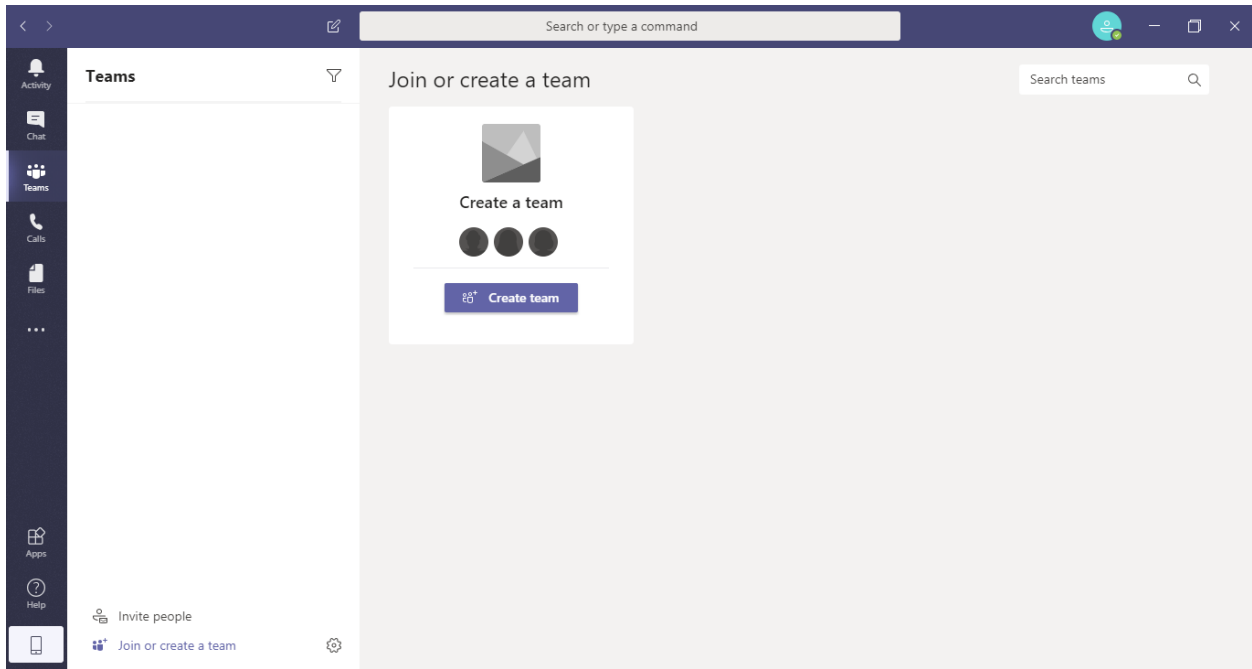 Search or type a command
Activity
Chat
Teams
Calls
Files
Apps
Help
Teams
Invite people
Join or create a team
Join or create a team
Search teams
Create a team
Create team